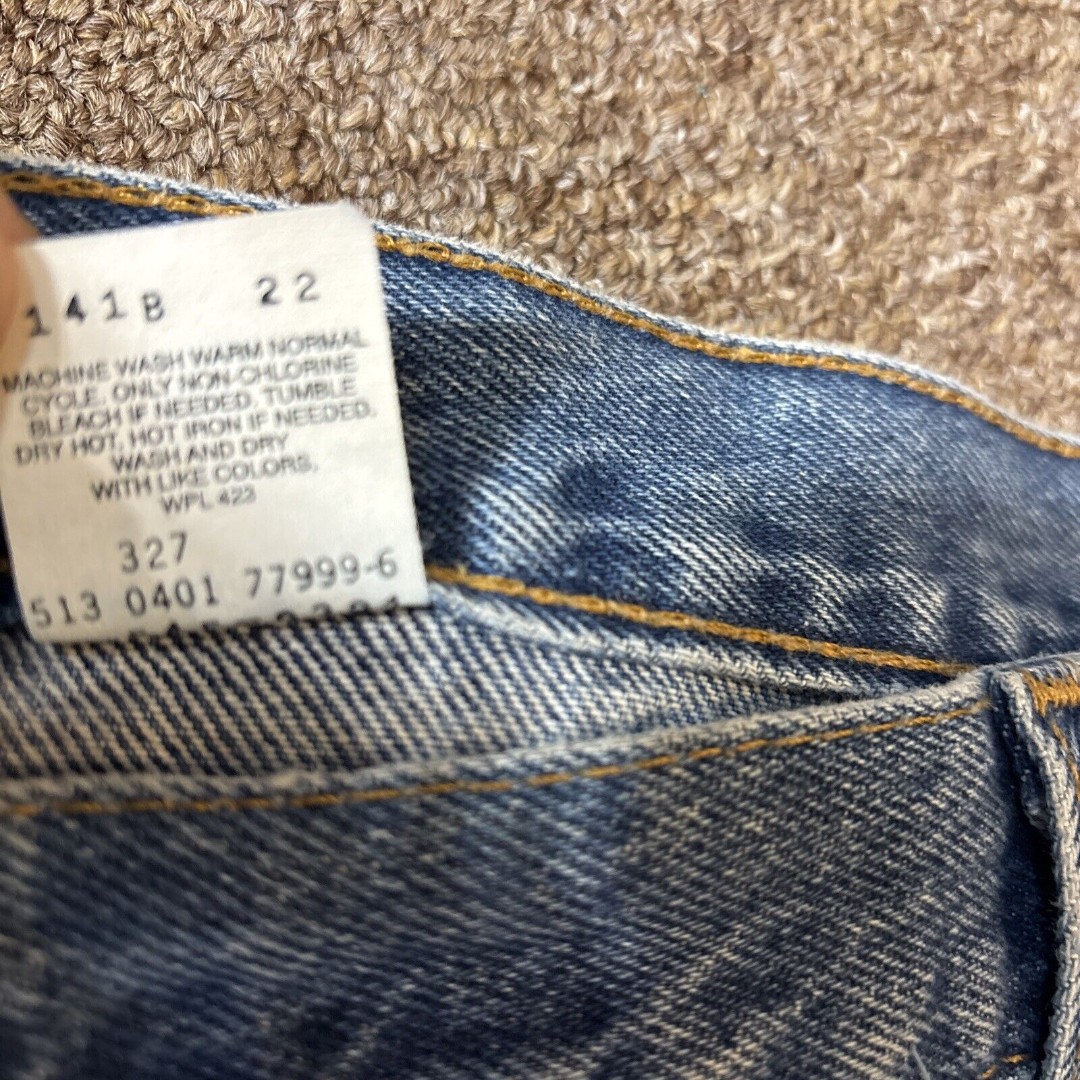 141B 22
MACHINE WASH WARM NORMAL
CYCLE. ONLY NON-CHLORINE
BLEACH IF NEEDED. TUMBLE
DRY HOT. HOT IRON IF NEEDED.
WASH AND DRY
WITH LIKE COLORS.
WPL 423
327
513 0401 77999-6